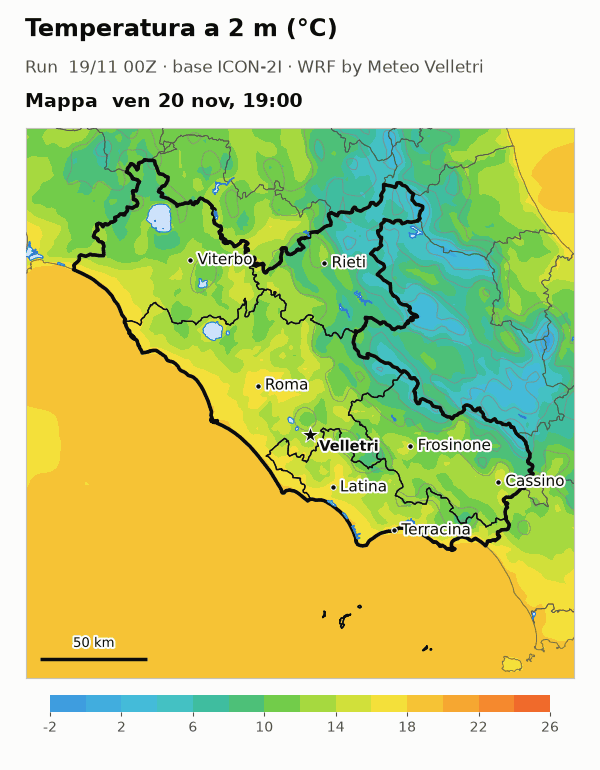 Temperatura a 2 m (°C)
Run  19/11 00Z · base ICON-2I · WRF by Meteo Velletri
Mappa  ven 20 nov, 19:00
Viterbo
Rieti
Roma
Velletri
Frosinone
Latina
Cassino
Terracina
50 km
-2 2 6 10 14 18 22 26